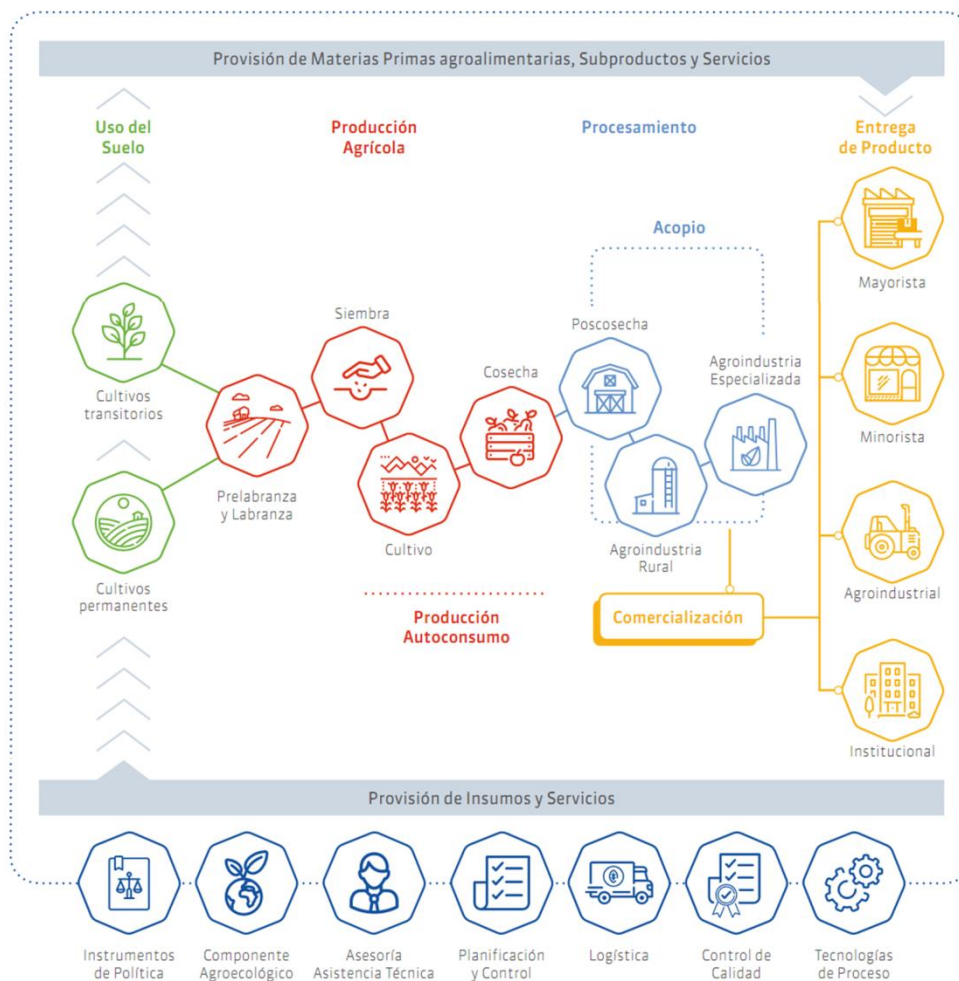 Provisión de Materias Primas agroalimentarias, Subproductos y Servicios
Uso del
Suelo
Producción
Agrícola
Procesamiento
Entrega
de Producto
Acopio
Mayorista
Siembra
Poscosecha
Cosecha
Agroindustria
Especializada
Cultivos
transitorios
Minorista
Prelabranza
y Labranza
Cultivo
Agroindustria
Rural
Cultivos
permanentes
Agroindustrial
Producción
Autoconsumo
Comercialización
Institucional
Provisión de Insumos y Servicios
Instrumentos
de Política
Componente
Agroecológico
Asesoría
Asistencia Técnica
Planificación
y Control
Logística
Control de
Calidad
Tecnologías
de Proceso